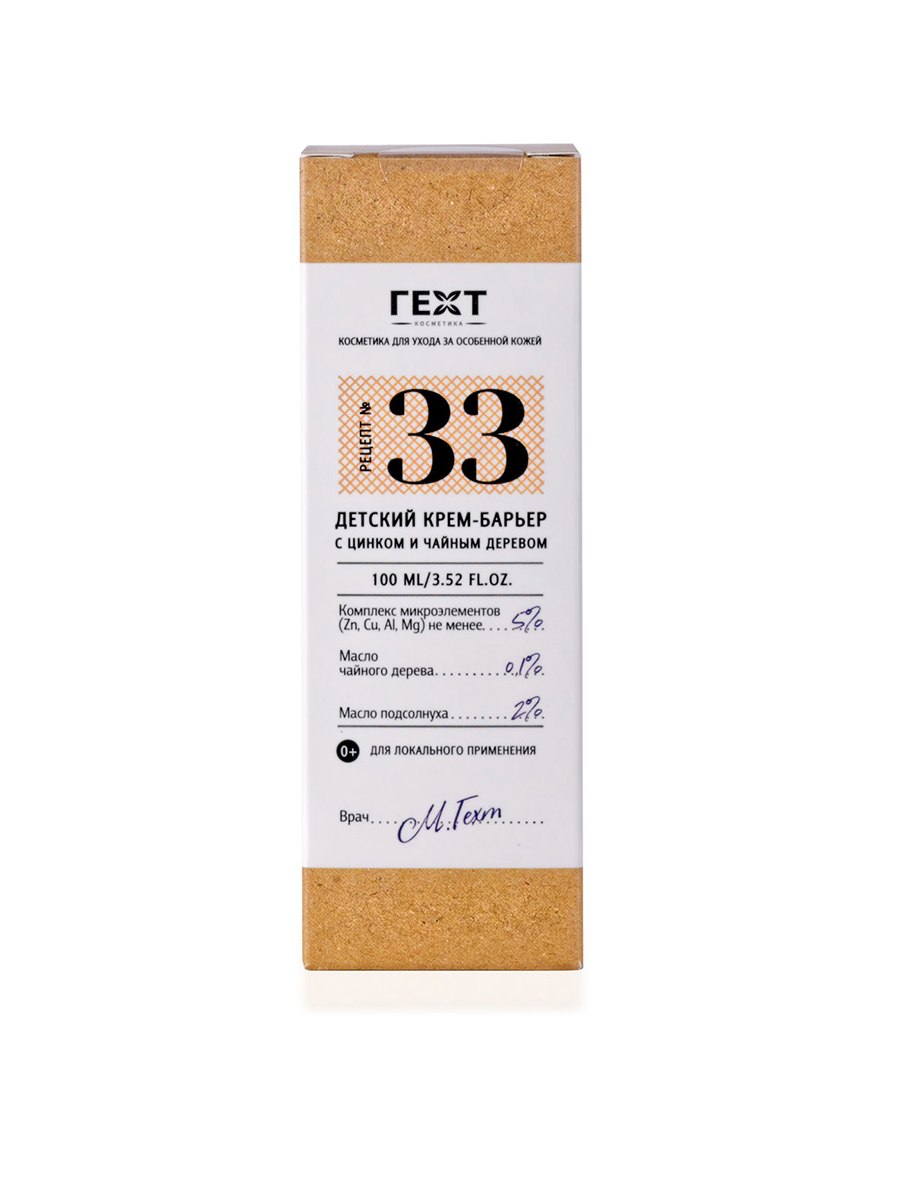 ГЕХТ
КОСМЕТИКА
КОСМЕТИКА ДЛЯ УХОДА ЗА ОСОБЕННОЙ КОЖЕЙ
РЕЦЕПТ № 33
ДЕТСКИЙ КРЕМ-БАРЬЕР
С ЦИНКОМ И ЧАЙНЫМ ДЕРЕВОМ
100 ML/3.52 FL.OZ.
Комплекс микроэлементов
(Zn, Cu, Al, Mg) не менее.... 5%
Масло
чайного дерева.......... 0,1%
Масло подсолнуха........ 2%
0+ ДЛЯ ЛОКАЛЬНОГО ПРИМЕНЕНИЯ
Врач.... М.Гехт